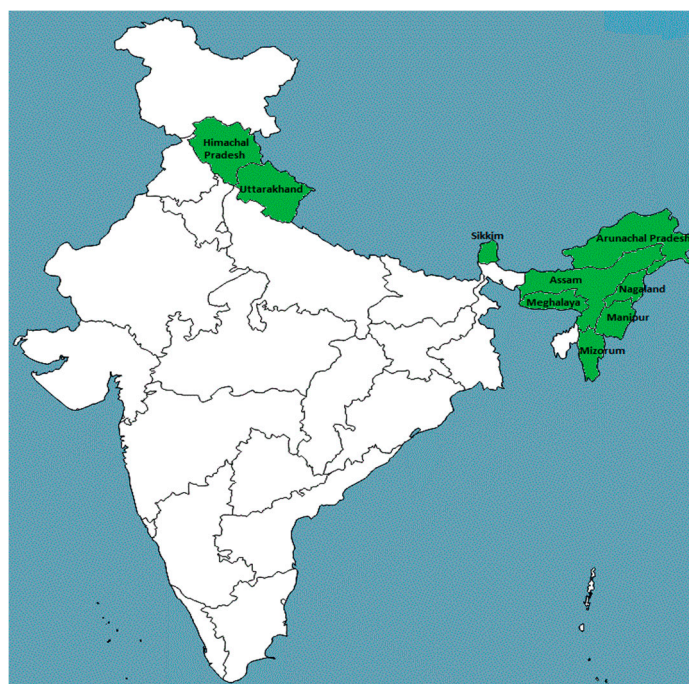 Himachal
Pradesh
Uttarakhand
Sikkim
Arunachal Pradesh
Assam
Nagaland
Meghalaya
Manipur
Mizorum